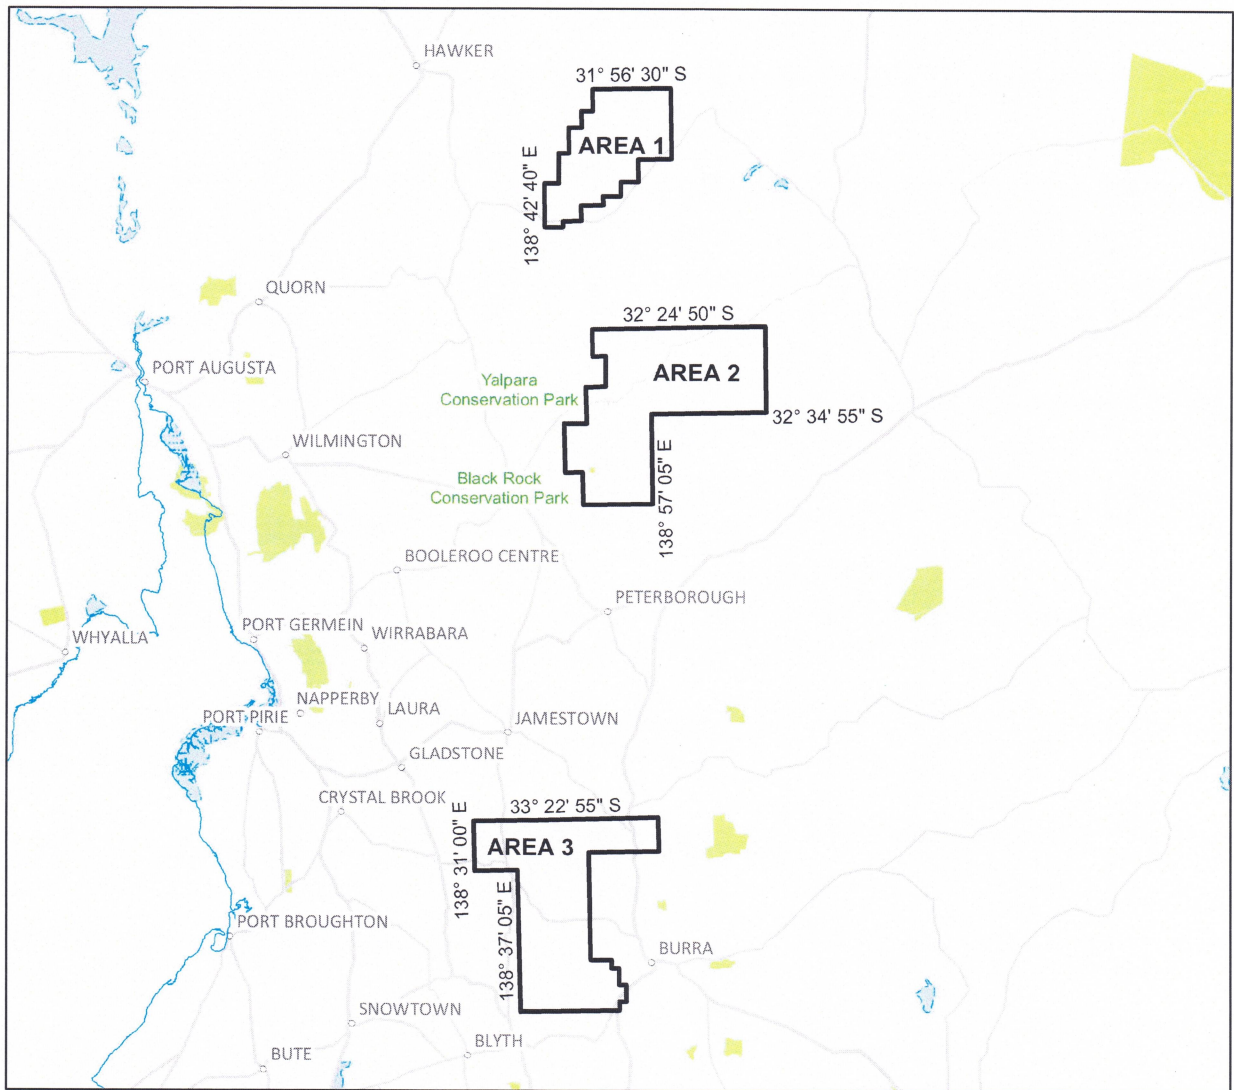 HAWKER
31° 56' 30" S
AREA 1
138° 42' 40" E
QUORN
32° 24' 50" S
PORT AUGUSTA
AREA 2
Yalpara
Conservation Park
32° 34' 55" S
WILMINGTON
138° 57' 05" E
Black Rock
Conservation Park
BOOLEROO CENTRE
PETERBOROUGH
PORT GERMEIN
WIRRABARA
WHYALLA
NAPPERBY
LAURA
PORT PIRIE
JAMESTOWN
GLADSTONE
CRYSTAL BROOK
33° 22' 55" S
138° 31' 00" E
AREA 3
138° 37' 05" E
PORT BROUGHTON
BURRA
SNOWTOWN
BLYTH
BUTE